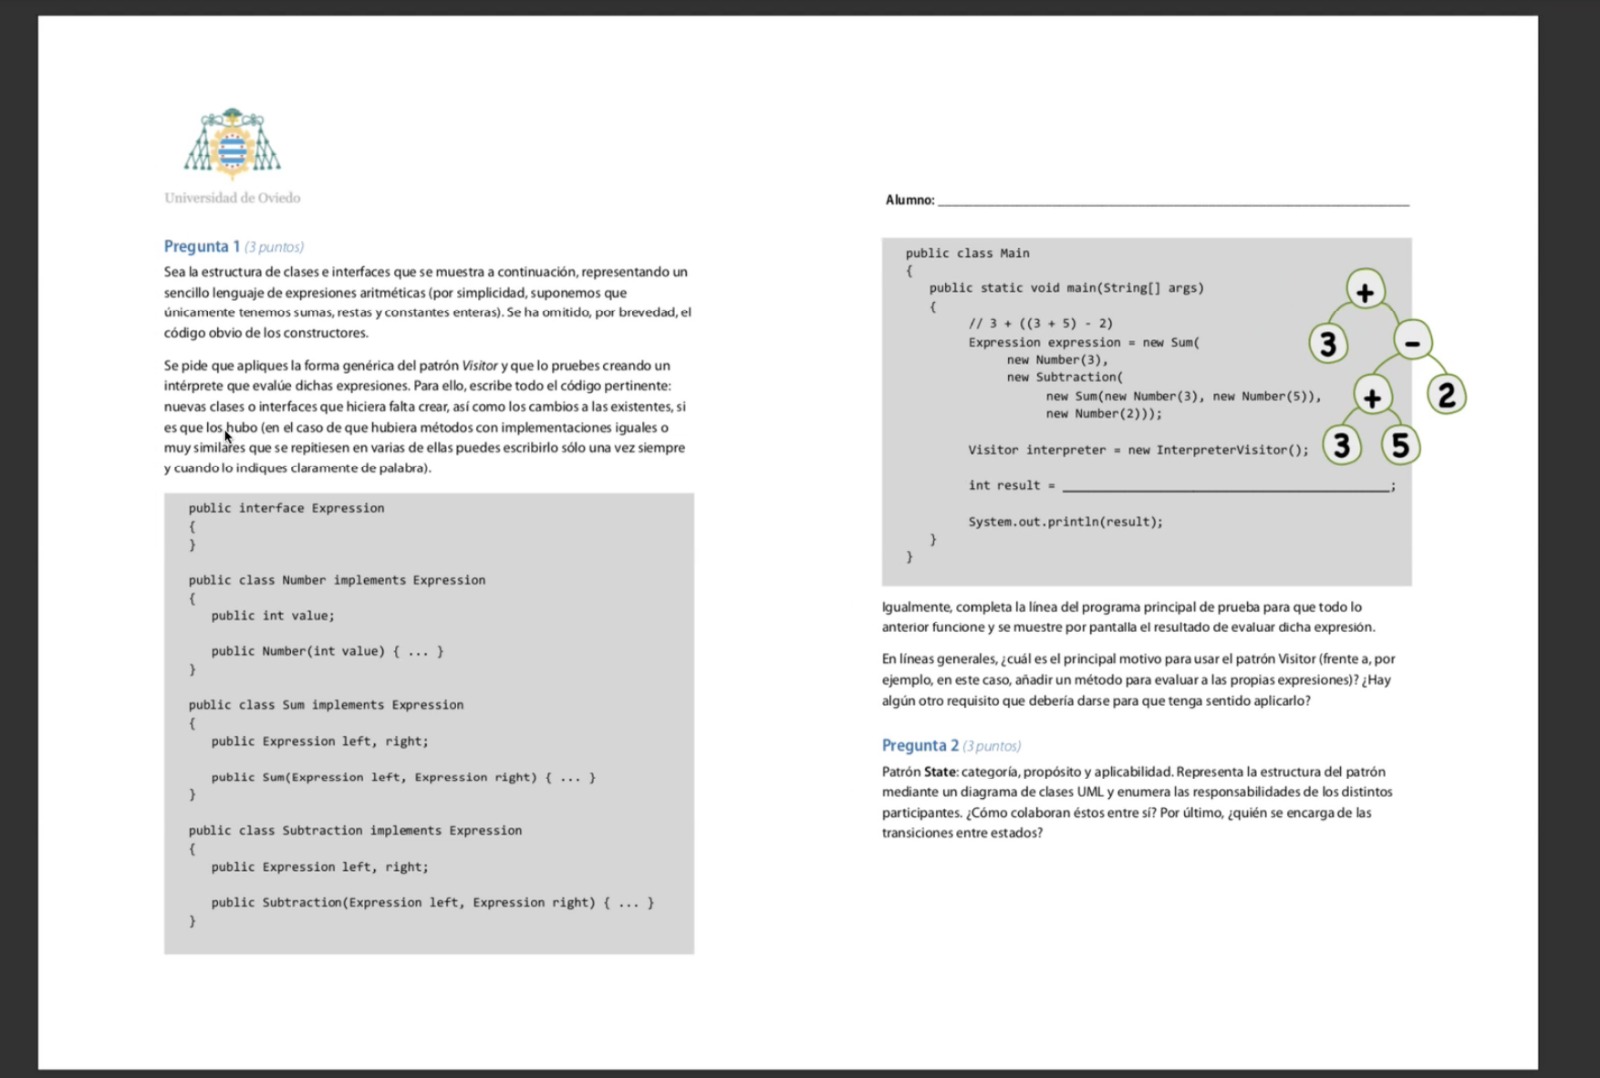 Universidad de Oviedo
Pregunta 1 (3 puntos)
Sea la estructura de clases e interfaces que se muestra a continuación, representando un
sencillo lenguaje de expresiones aritméticas (por simplicidad, suponemos que
únicamente tenemos sumas, restas y constantes enteras). Se ha omitido, por brevedad, el
código obvio de los constructores.
Se pide que apliques la forma genérica del patrón Visitor y que lo pruebes creando un
intérprete que evalúe dichas expresiones. Para ello, escribe todo el código pertinente:
nuevas clases o interfaces que hiciera falta crear, así como los cambios a las existentes, si
es que los hubo (en el caso de que hubiera métodos con implementaciones iguales o
muy similares que se repitiesen en varias de ellas puedes escribirlo sólo una vez siempre
y cuando lo indiques claramente de palabra).
public interface Expression
{
}
public class Number implements Expression
{
public int value;
public Number(int value) { ... }
}
public class Sum implements Expression
{
public Expression left, right;
public Sum(Expression left, Expression right) { ... }
}
public class Subtraction implements Expression
{
public Expression left, right;
public Subtraction(Expression left, Expression right) { ... }
}
Alumno: ____________________
public class Main
{
public static void main(String[] args)
{
// 3 + ((3 + 5) - 2)
Expression expression = new Sum(
new Number(3),
new Subtraction(
new Sum(new Number(3), new Number(5)),
new Number(2)));
Visitor interpreter = new InterpreterVisitor();
int result = ____________________;
System.out.println(result);
}
}
+
3 -
+ 2
3 5
Igualmente, completa la línea del programa principal de prueba para que todo lo
anterior funcione y se muestre por pantalla el resultado de evaluar dicha expresión.
En líneas generales, ¿cuál es el principal motivo para usar el patrón Visitor (frente a, por
ejemplo, en este caso, añadir un método para evaluar a las propias expresiones)? ¿Hay
algún otro requisito que debería darse para que tenga sentido aplicarlo?
Pregunta 2 (3 puntos)
Patrón State: categoría, propósito y aplicabilidad. Representa la estructura del patrón
mediante un diagrama de clases UML y enumera las responsabilidades de los distintos
participantes. ¿Cómo colaboran éstos entre sí? Por último, ¿quién se encarga de las
transiciones entre estados?